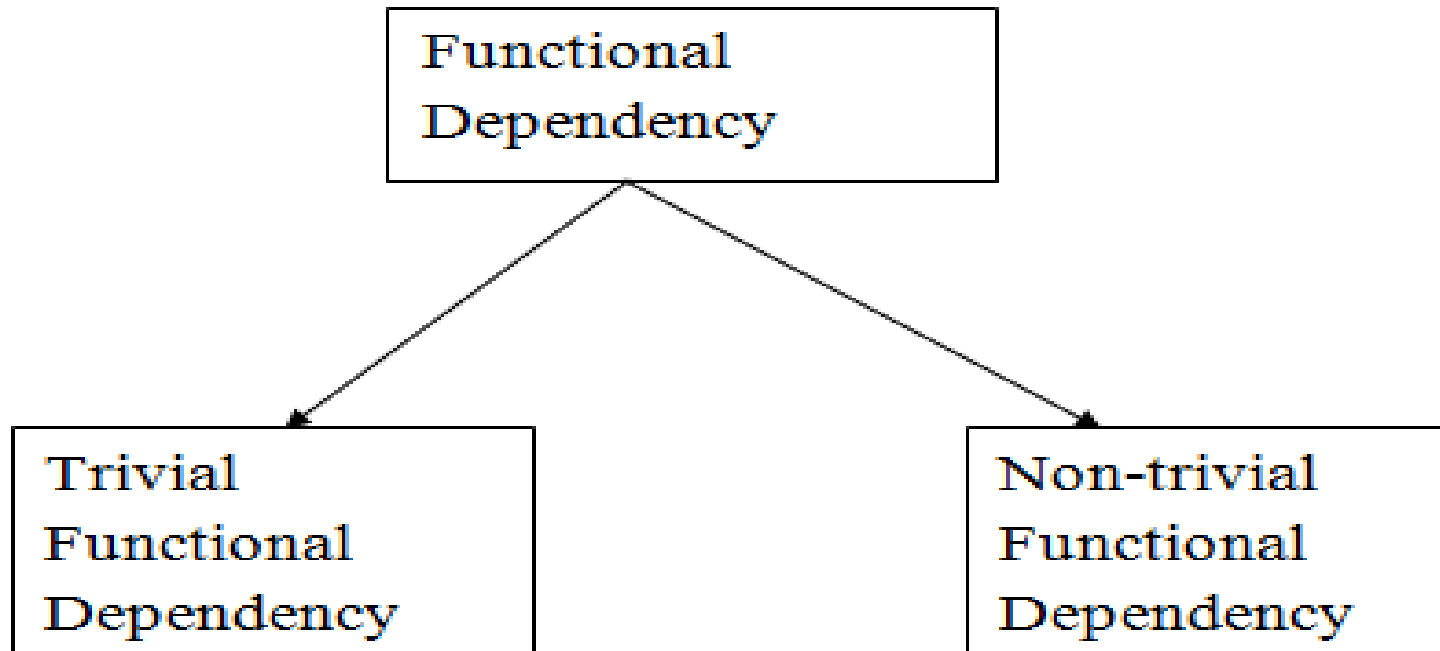 Functional
Dependency
Trivial
Functional
Dependency
Non-trivial
Functional
Dependency